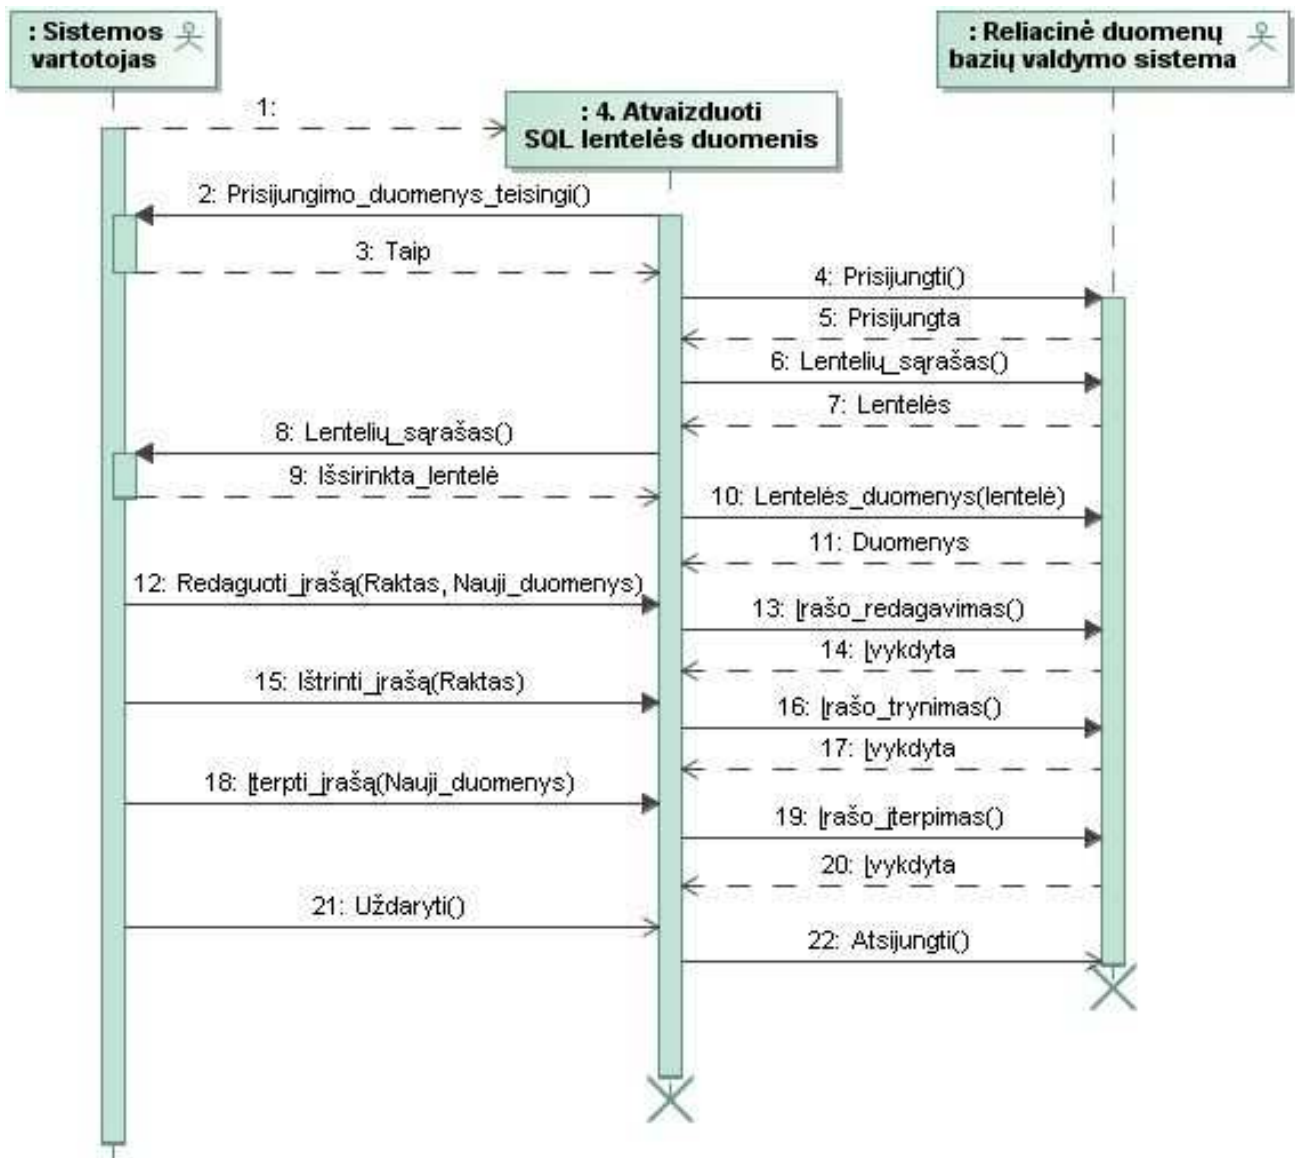 : Sistemos
vartotojas
: Reliacinė duomenų
bazių valdymo sistema
1:
: 4. Atvaizduoti
SQL lentelės duomenis
2: Prisijungimo_duomenys_teisingi()
3: Taip
4: Prisijungti()
5: Prisijungta
6: Lentelių_sąrašas()
7: Lentelės
8: Lentelių_sąrašas()
9: Išsirinkta_lentelė
10: Lentelės_duomenys(lentelė)
11: Duomenys
12: Redaguoti_įrašą(Raktas, Nauji_duomenys)
13: Įrašo_redagavimas()
14: Įvykdyta
15: Ištrinti_įrašą(Raktas)
16: Įrašo_trynimas()
17: Įvykdyta
18: Įterpti_įrašą(Nauji_duomenys)
19: Įrašo_įterpimas()
20: Įvykdyta
21: Uždaryti()
22: Atsijungti()